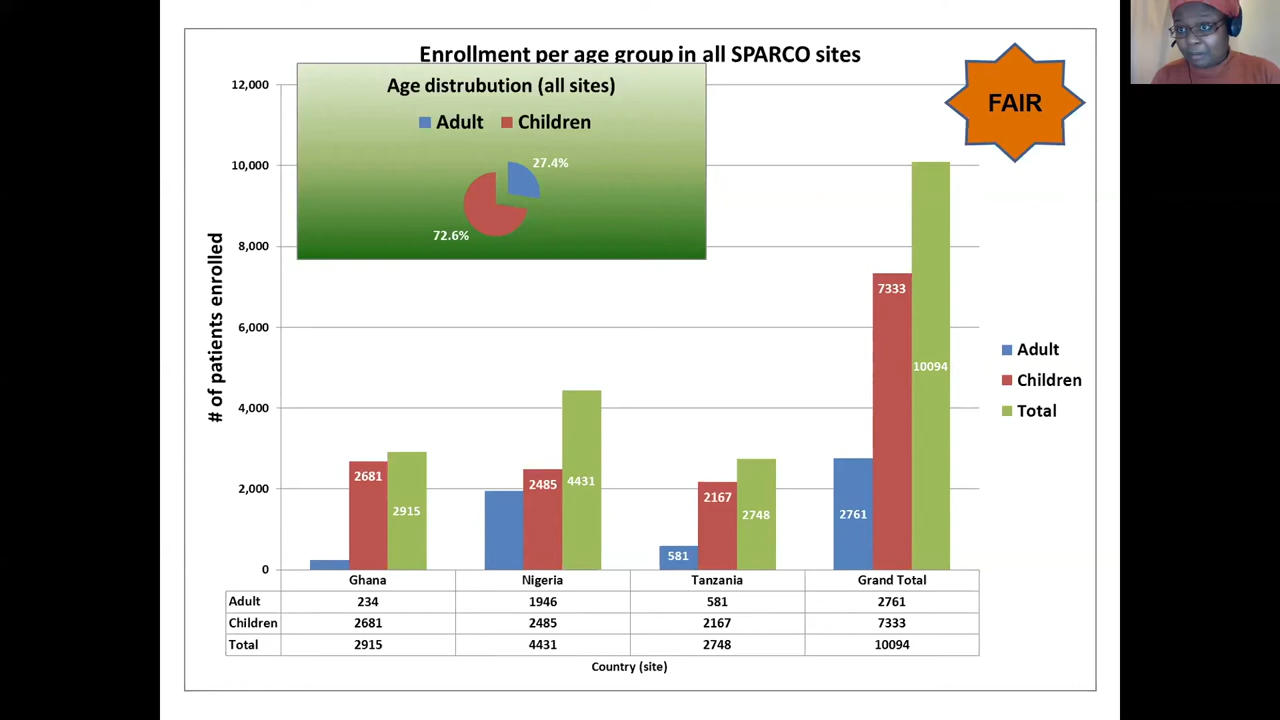 Enrollment per age group in all SPARCO sites
Age distrubution (all sites)
Adult Children
27.4%
72.6%
FAIR
12,000
10,000
8,000
6,000
4,000
2,000
0
# of patients enrolled
2681
2915
2485
4431
581
2167
2748
2761
7333
10094
Adult
Children
Total
Ghana Nigeria Tanzania Grand Total
Adult 234 1946 581 2761
Children 2681 2485 2167 7333
Total 2915 4431 2748 10094
Country (site)